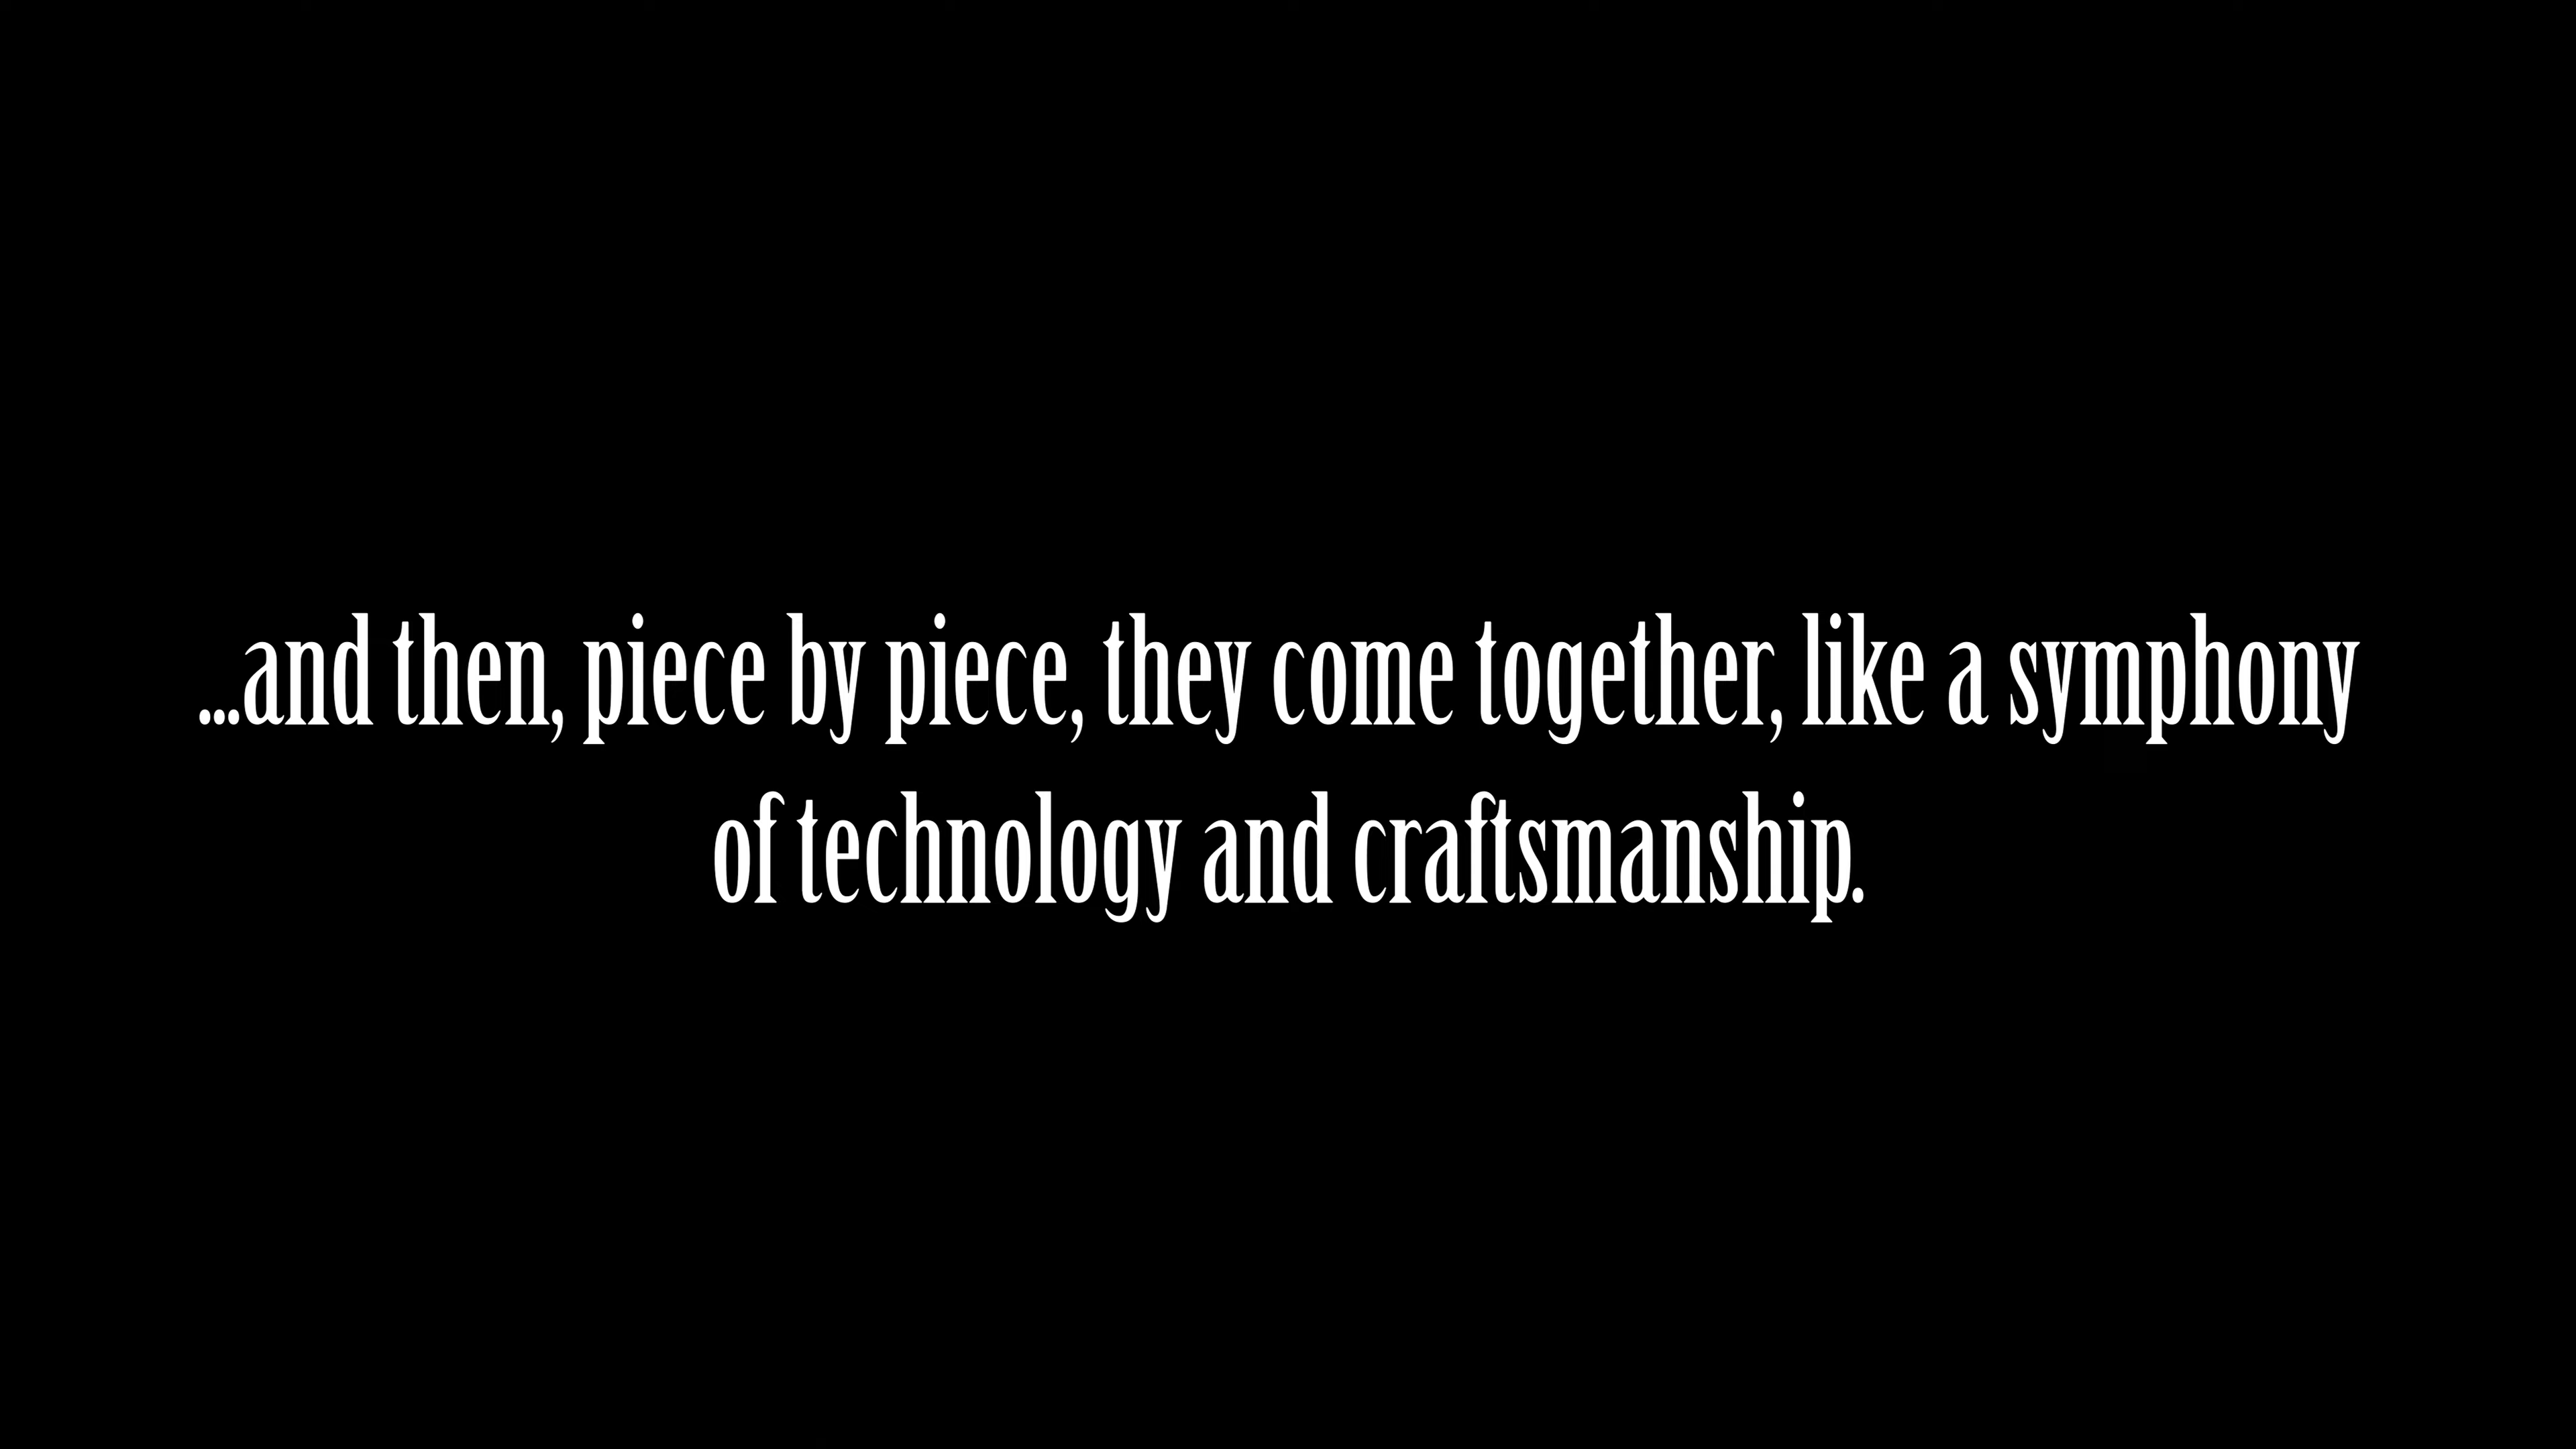 ...and then, piece by piece, they come together, like a symphony
of technology and craftsmanship.